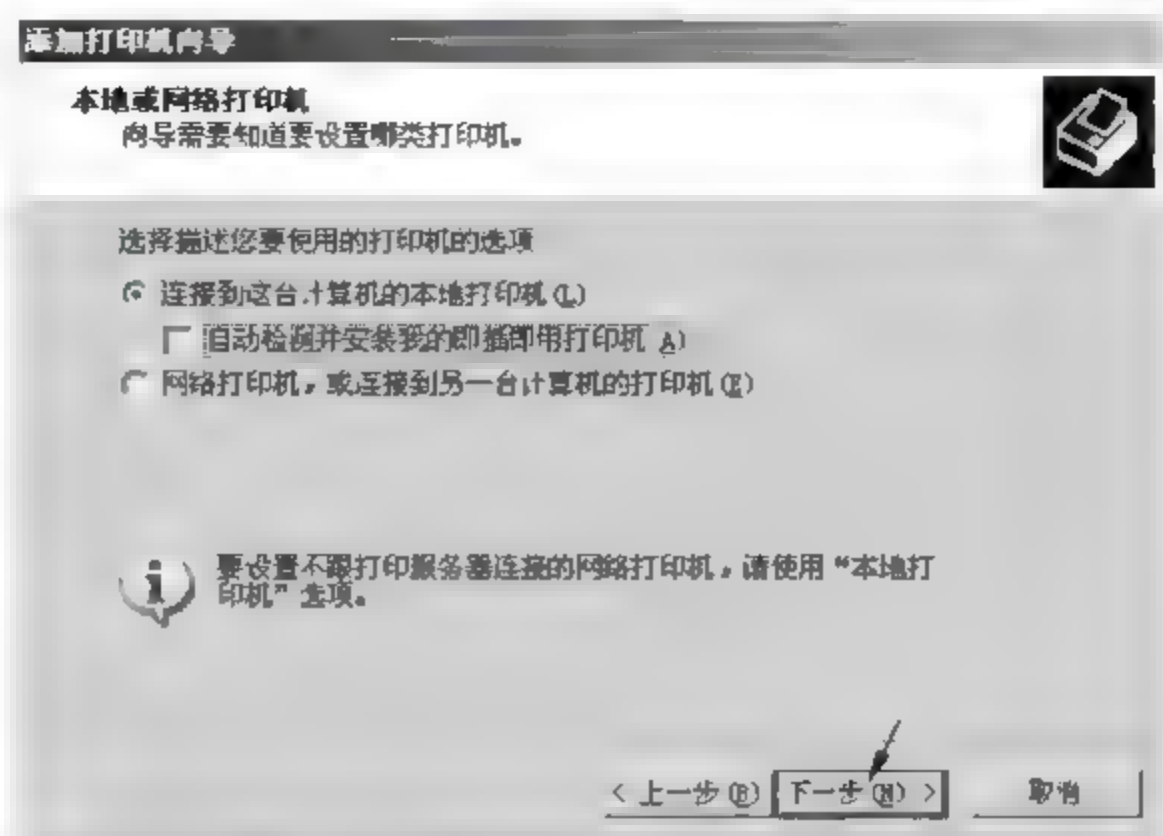 添加打印机向导
本地或网络打印机
向导需要知道要设置哪类打印机。
选择描述您要使用的打印机的选项
连接到这台计算机的本地打印机(L)
自动检测并安装我的即插即用打印机 A)
网络打印机，或连接到另一台计算机的打印机(E)
要设置不跟打印服务器连接的网络打印机，请使用“本地打
印机”选项。
< 上一步(B) 下一步(N) > 取消